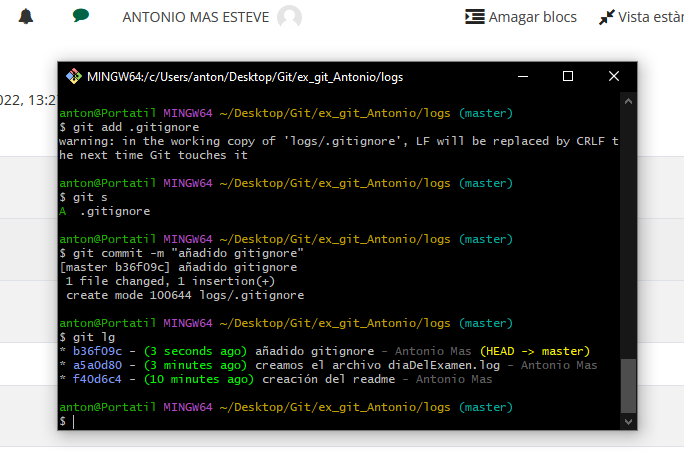 ANTONIO MAS ESTEVE
Amagar blocs
Vista estàn
2022, 13:27
MINGW64:/c/Users/anton/Desktop/Git/ex_git_Antonio/logs
anton@Portatil MINGW64 ~/Desktop/Git/ex_git_Antonio/logs (master)
$ git add .gitignore
warning: in the working copy of 'logs/.gitignore', LF will be replaced by CRLF t
he next time Git touches it
anton@Portatil MINGW64 ~/Desktop/Git/ex_git_Antonio/logs (master)
$ git s
A .gitignore
anton@Portatil MINGW64 ~/Desktop/Git/ex_git_Antonio/logs (master)
$ git commit -m "añadido gitignore"
[master b36f09c] añadido gitignore
1 file changed, 1 insertion(+)
create mode 100644 logs/.gitignore
anton@Portatil MINGW64 ~/Desktop/Git/ex_git_Antonio/logs (master)
$ git lg
* b36f09c - (3 seconds ago) añadido gitignore - Antonio Mas (HEAD -> master)
* a5a0d80 - (3 minutes ago) creamos el archivo diaDelExamen.log - Antonio Mas
* f40d6c4 - (10 minutes ago) creación del readme - Antonio Mas
anton@Portatil MINGW64 ~/Desktop/Git/ex_git_Antonio/logs (master)
$